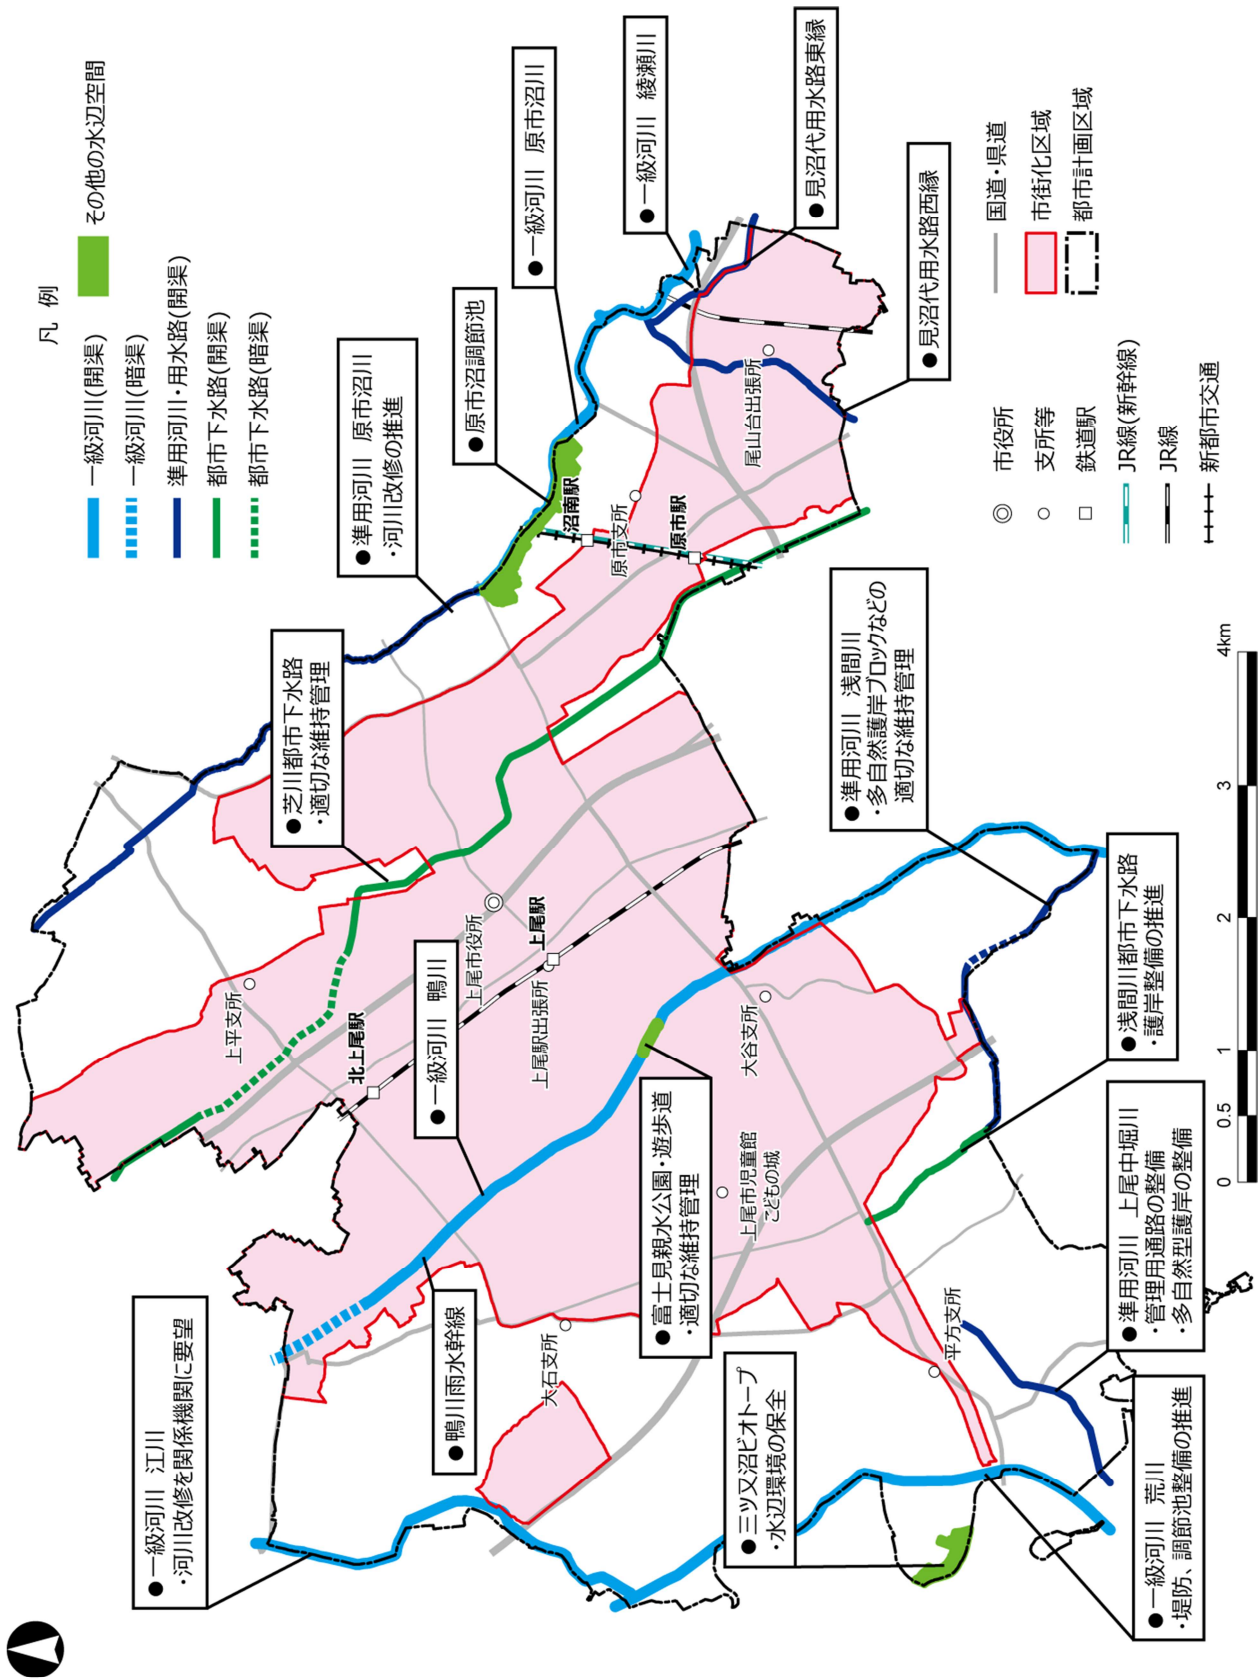 凡 例
一級河川(開渠)
一級河川(暗渠)
準用河川・用水路(開渠)
都市下水路(開渠)
都市下水路(暗渠)
その他の水辺空間
●一級河川 江川
・河川改修を関係機関に要望
●鴨川雨水幹線
●一級河川 鴨川
●芝川都市下水路
・適切な維持管理
●準用河川 原市沼川
・河川改修の推進
●原市沼調節池
●一級河川 原市沼川
●一級河川 綾瀬川
●見沼代用水路東縁
●見沼代用水路西縁
上平支所
北上尾駅
上尾市役所
上尾駅
上尾駅出張所
沼南駅
原市支所
原市駅
尾山台出張所
大石支所
大谷支所
上尾市児童館
こどもの城
平方支所
●富士見親水公園・遊歩道
・適切な維持管理
●三ツ又沼ビオトープ
・水辺環境の保全
●準用河川 浅間川
・多自然護岸ブロックなどの
適切な維持管理
●浅間川都市下水路
・護岸整備の推進
●準用河川 上尾中堀川
・管理用通路の整備
・多自然型護岸の整備
●一級河川 荒川
・堤防、調節池整備の推進
市役所
支所等
鉄道駅
JR線(新幹線)
JR線
新都市交通
国道・県道
市街化区域
都市計画区域
0 0.5 1 2 3 4km